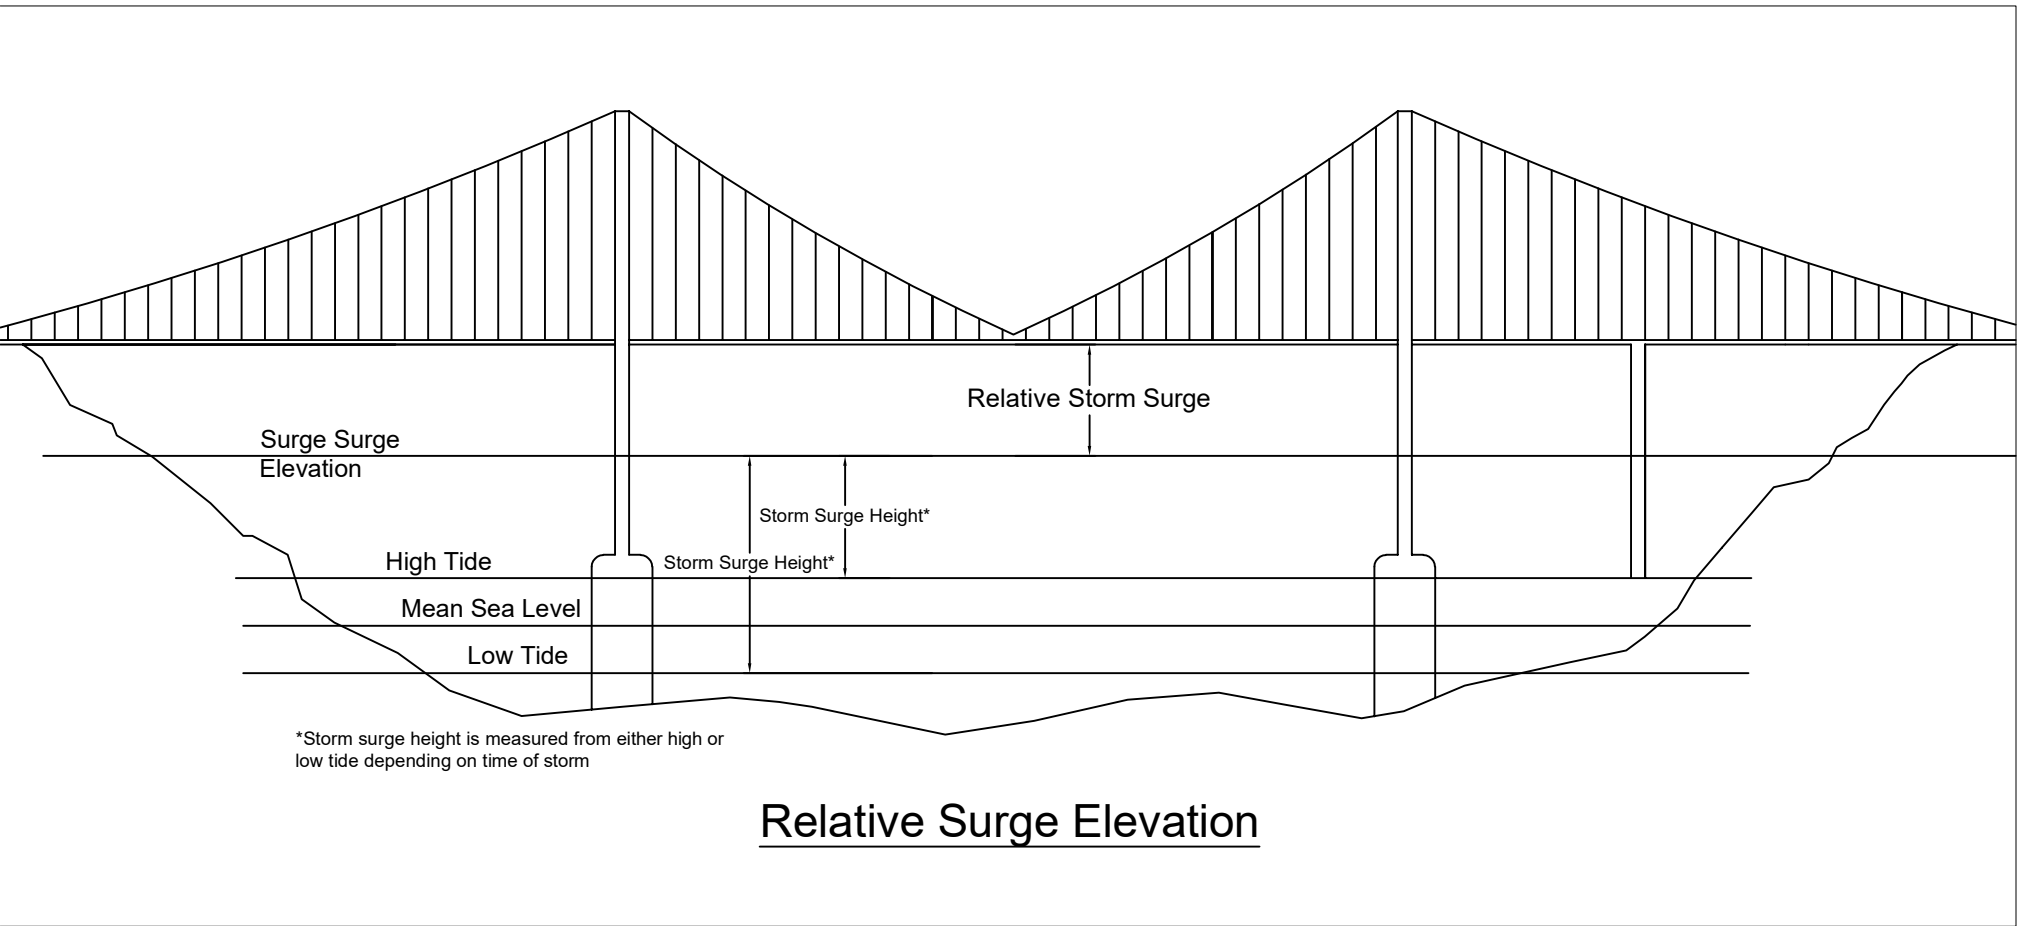 Relative Storm Surge
Surge Surge
Elevation
Storm Surge Height*
High Tide
Storm Surge Height*
Mean Sea Level
Low Tide
*Storm surge height is measured from either high or
low tide depending on time of storm
Relative Surge Elevation